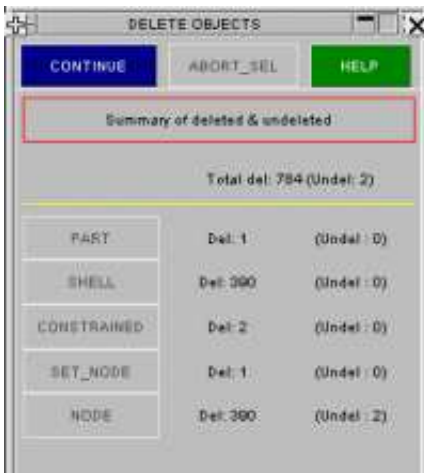 DELETE OBJECTS
CONTINUE ABORT_SEL HELP
Summary of deleted & undeleted
Total del: 784 (Undel: 2)
PART Del: 1 (Undel : 0)
SHELL Del: 390 (Undel : 0)
CONSTRAINED Del: 2 (Undel : 0)
SET_NODE Del: 1 (Undel : 0)
NODE Del: 390 (Undel : 2)